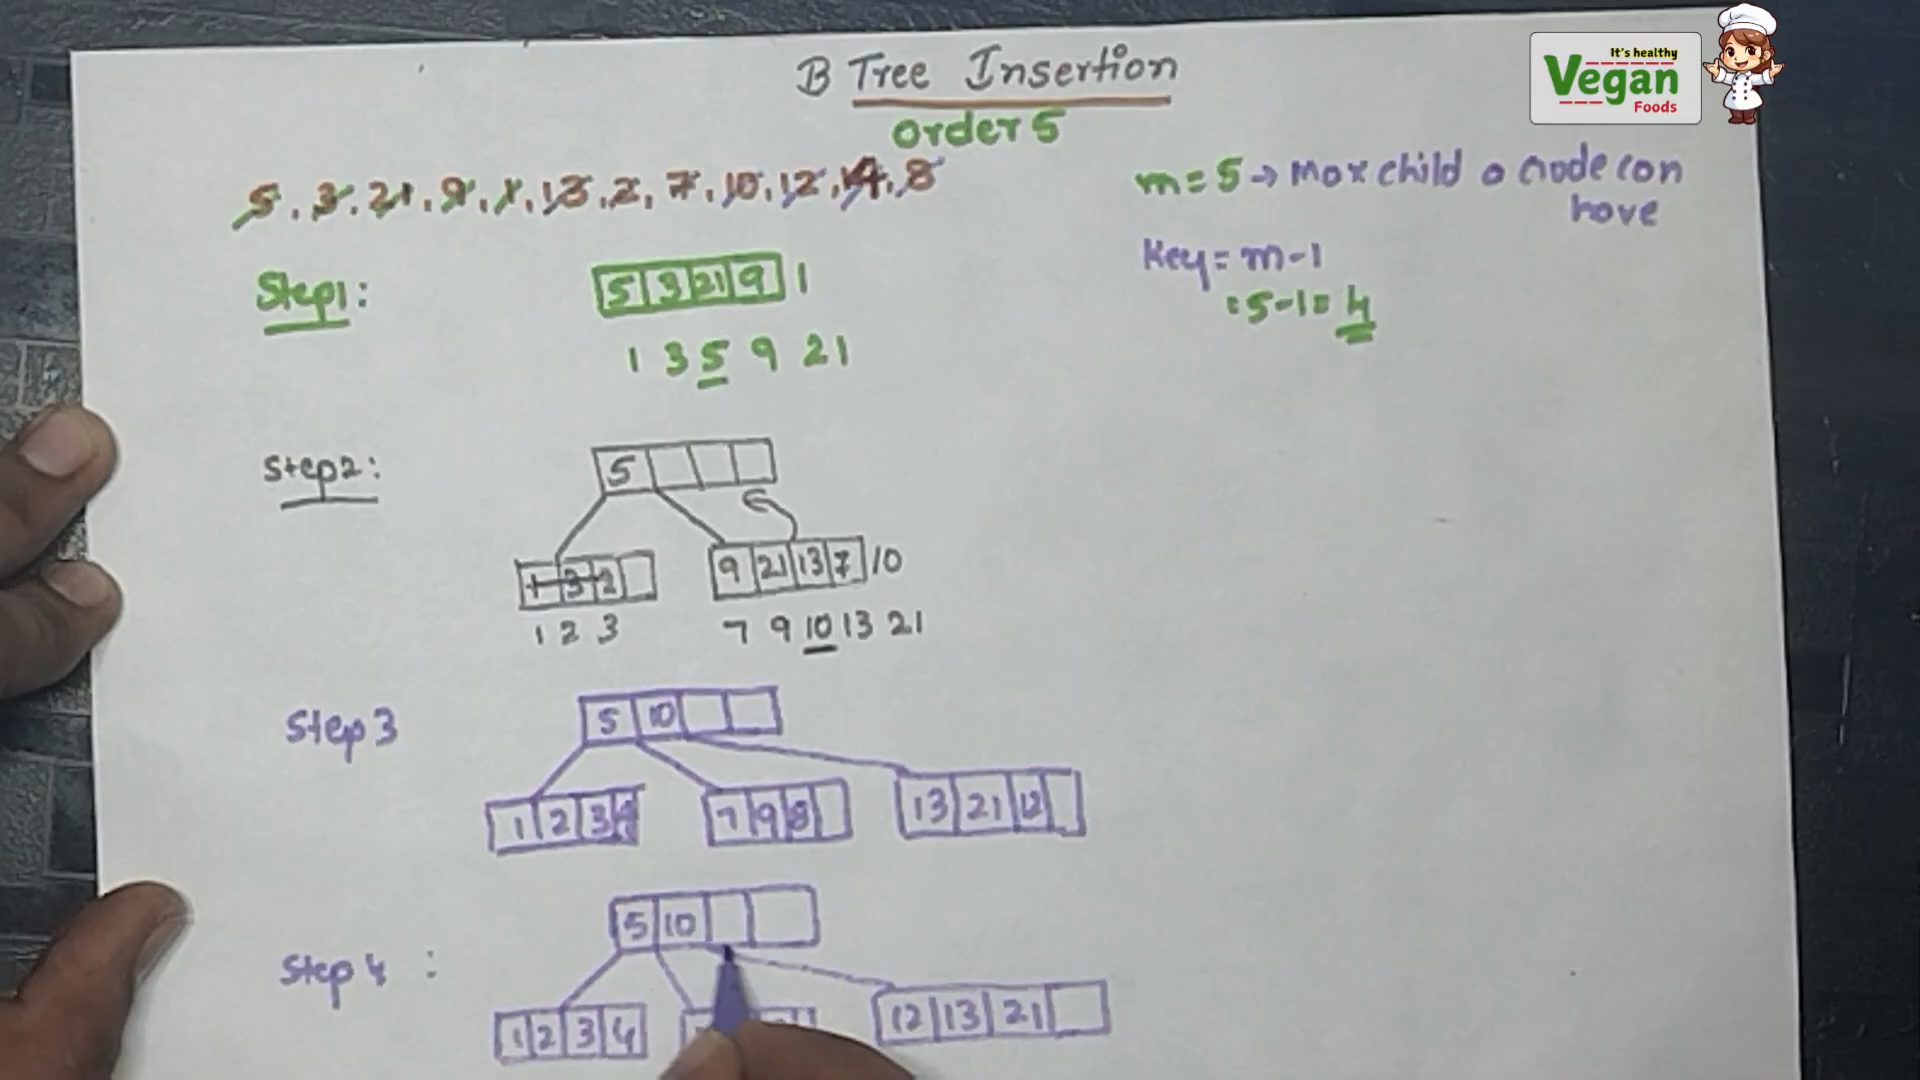 B Tree Insertion
Order 5
It's healthy
Vegan
Foods
5, 3, 21, 9, 1, 13, 2, 7, 10, 12, 4, 8
m = 5 → Max child a node can
have
Key = m-1
= 5-1 = 4
Step1:
5 3 21 9 1
1 3 5 9 21
Step2:
5
1 3 2
9 21 13 7 10
1 2 3
7 9 10 13 21
Step 3
5 10
1 2 3 4
7 9 8
13 21 12
Step 4 :
5 10
1 2 3 4
12 13 21